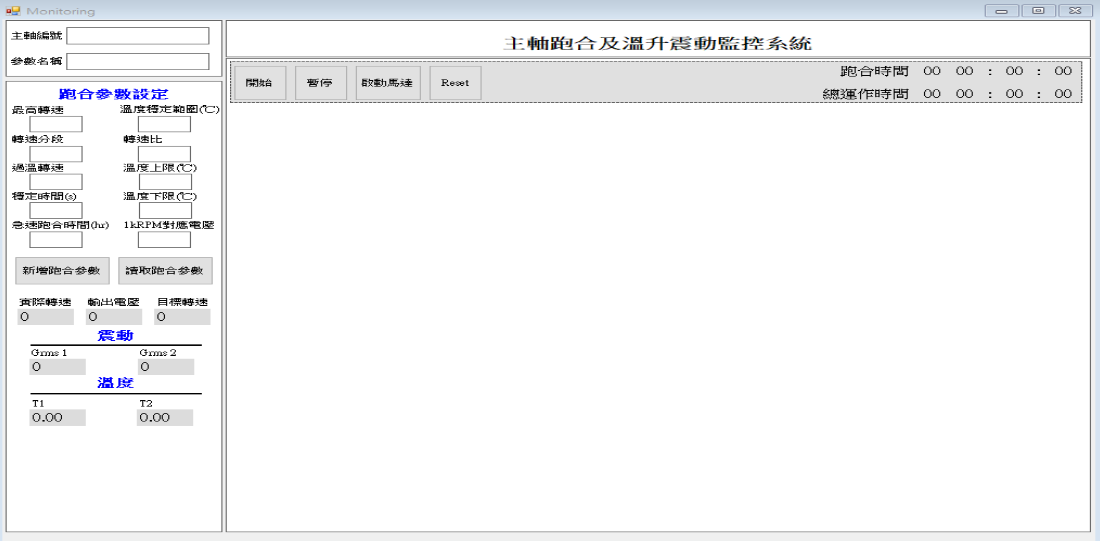 Monitoring
主軸編號
參數名稱
主軸跑合及溫升震動監控系統
開始 暫停 啟動馬達 Reset
跑合時間 00 00 : 00 : 00
總運作時間 00 00 : 00 : 00
跑合參數設定
最高轉速 溫度穩定範圍(℃)
轉速分段 轉速比
過溫轉速 溫度上限(℃)
穩定時間(s) 溫度下限(℃)
急速跑合時間(hr) 1kRPM對應電壓
新增跑合參數 讀取跑合參數
實際轉速 輸出電壓 目標轉速
0 0 0
震動
Grms 1 Grms 2
0 0
溫度
T1 T2
0.00 0.00